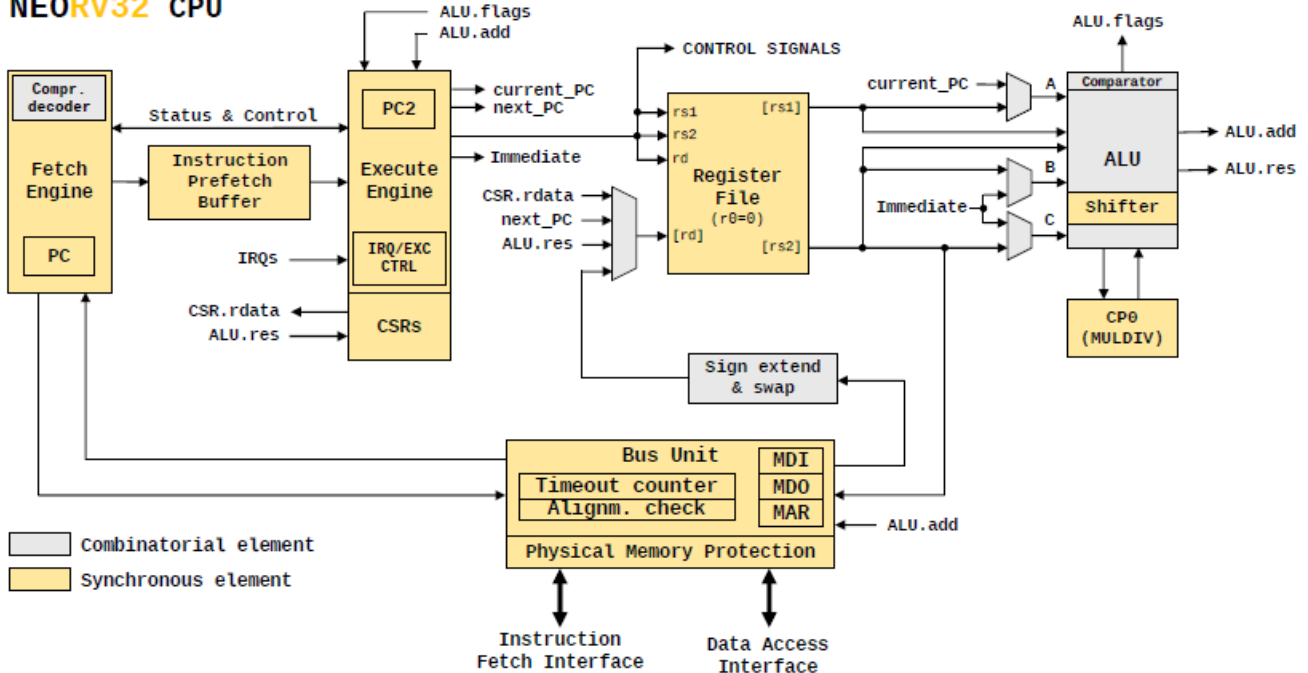 NEORV32 CPU
ALU.flags
ALU.add
Compr.
decoder
Fetch
Engine
PC
Status & Control
Instruction
Prefetch
Buffer
PC2
Execute
Engine
IRQ/EXC
CTRL
CSRs
IRQs
CSR.rdata
ALU.res
current_PC
next_PC
Immediate
CONTROL SIGNALS
CSR.rdata
next_PC
ALU.res
rs1
rs2
rd
[rd]
[rs1]
[rs2]
Register
File
(r0=0)
current_PC
Immediate
A
B
C
ALU.flags
Comparator
ALU
Shifter
ALU.add
ALU.res
CP0
(MULDIV)
Sign extend
& swap
Bus Unit
Timeout counter
Alignm. check
MDI
MDO
MAR
ALU.add
Physical Memory Protection
Instruction
Fetch Interface
Data Access
Interface
Combinatorial element
Synchronous element